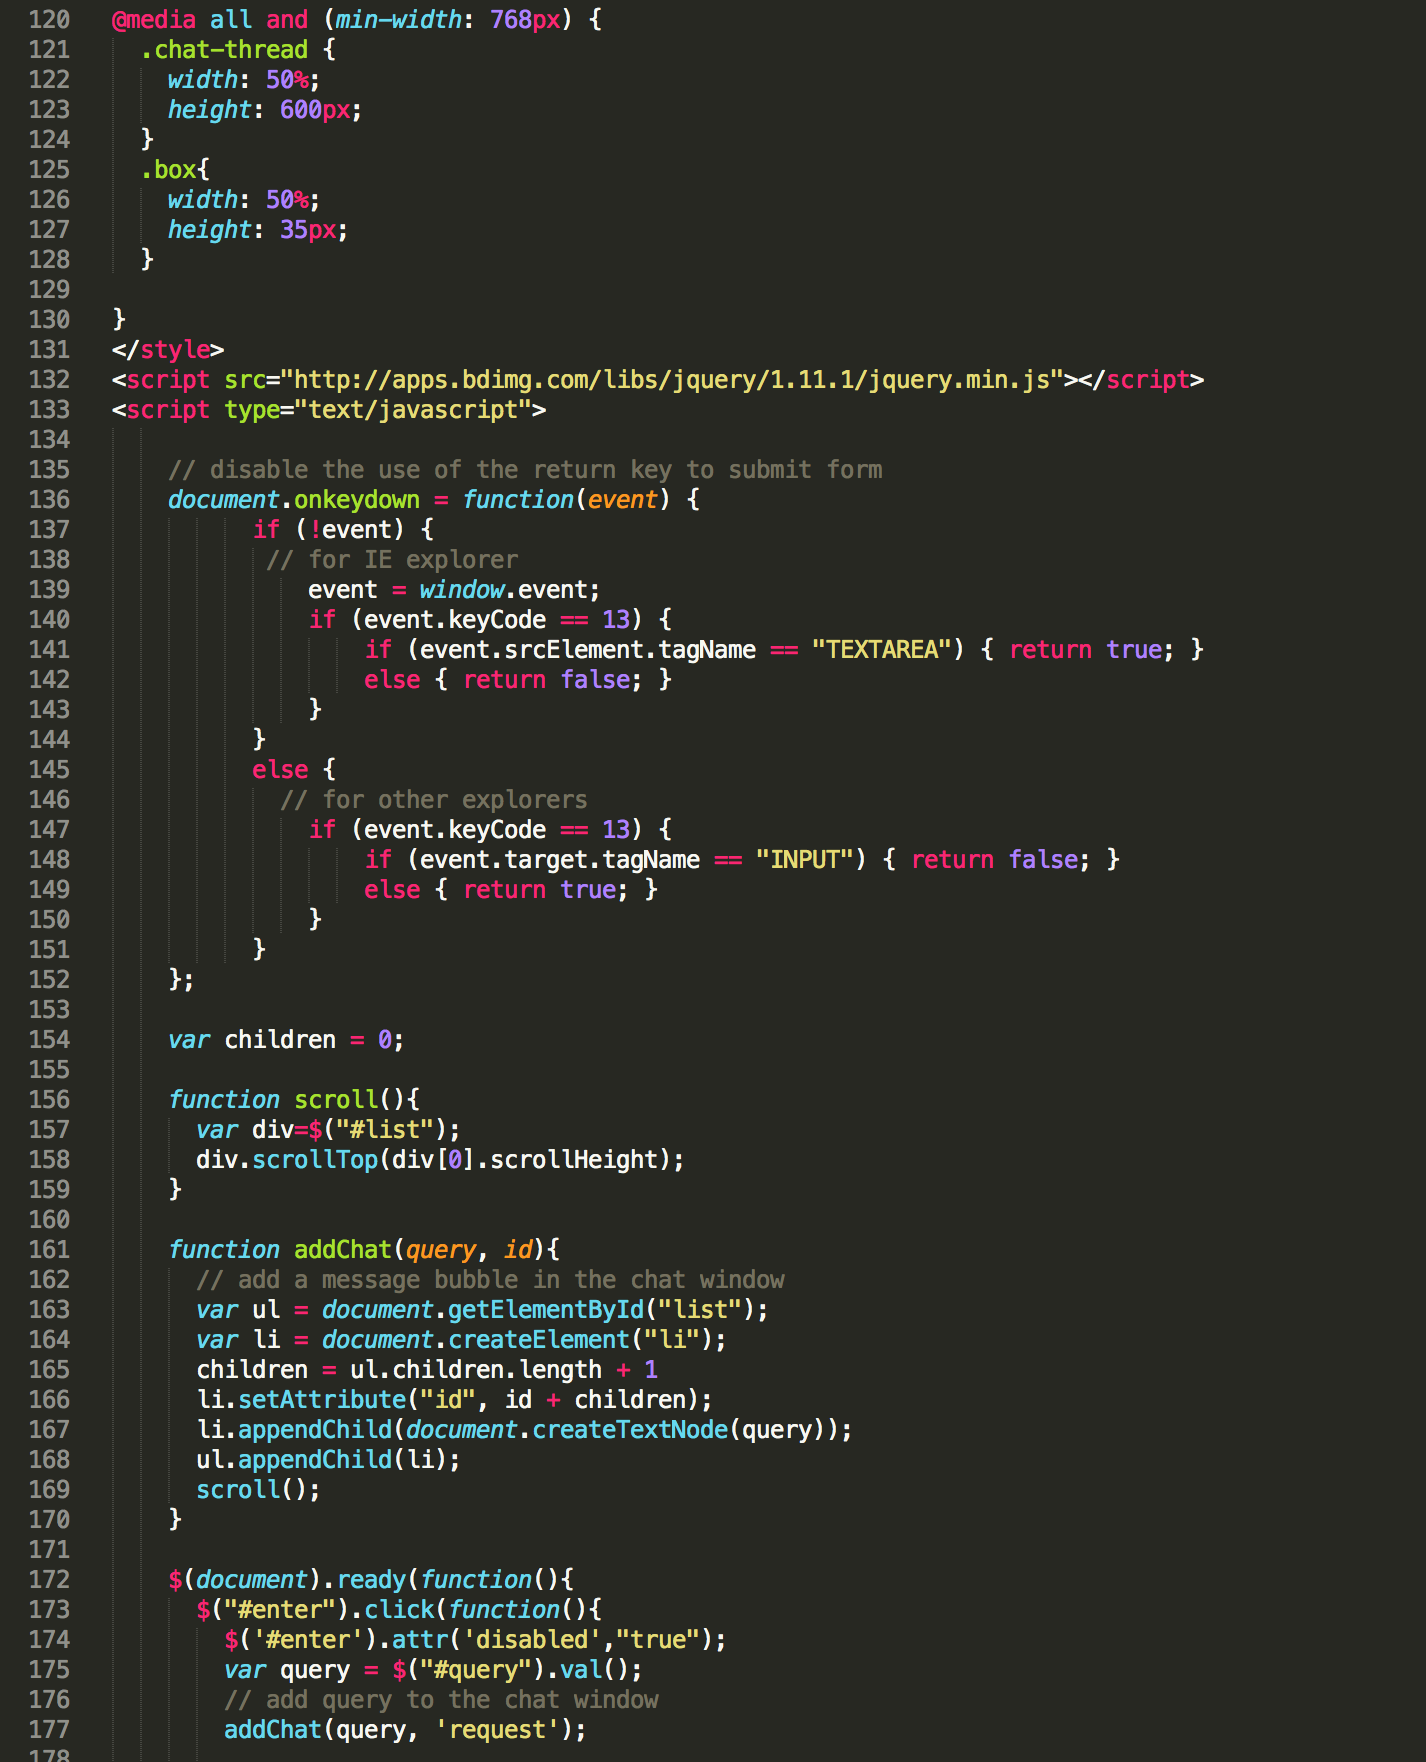 120 @media all and (min-width: 768px) {
121 .chat-thread {
122 width: 50%;
123 height: 600px;
124 }
125 .box{
126 width: 50%;
127 height: 35px;
128 }
129
130 }
131 </style>
132 <script src="http://apps.bdimg.com/libs/jquery/1.11.1/jquery.min.js"></script>
133 <script type="text/javascript">
134
135 // disable the use of the return key to submit form
136 document.onkeydown = function(event) {
137 if (!event) {
138 // for IE explorer
139 event = window.event;
140 if (event.keyCode == 13) {
141 if (event.srcElement.tagName == "TEXTAREA") { return true; }
142 else { return false; }
143 }
144 }
145 else {
146 // for other explorers
147 if (event.keyCode == 13) {
148 if (event.target.tagName == "INPUT") { return false; }
149 else { return true; }
150 }
151 }
152 };
153
154 var children = 0;
155
156 function scroll(){
157 var div=$("#list");
158 div.scrollTop(div[0].scrollHeight);
159 }
160
161 function addChat(query, id){
162 // add a message bubble in the chat window
163 var ul = document.getElementById("list");
164 var li = document.createElement("li");
165 children = ul.children.length + 1
166 li.setAttribute("id", id + children);
167 li.appendChild(document.createTextNode(query));
168 ul.appendChild(li);
169 scroll();
170 }
171
172 $(document).ready(function(){
173 $("#enter").click(function(){
174 $('#enter').attr('disabled',"true");
175 var query = $("#query").val();
176 // add query to the chat window
177 addChat(query, 'request');
178